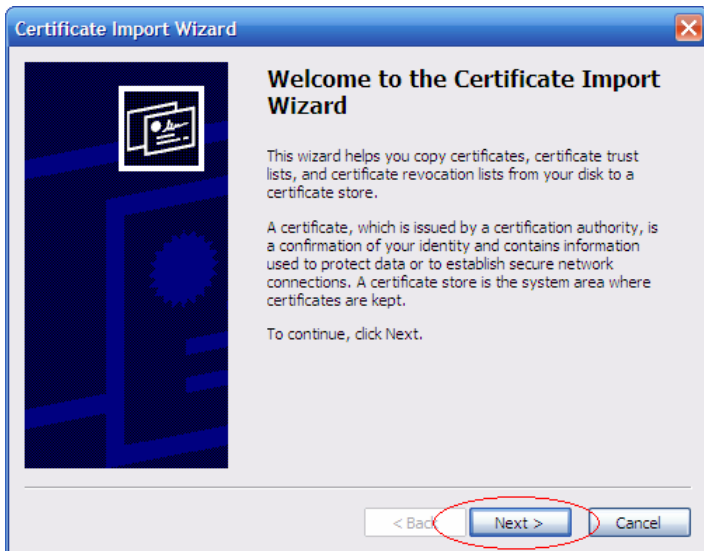 Certificate Import Wizard
Welcome to the Certificate Import
Wizard
This wizard helps you copy certificates, certificate trust
lists, and certificate revocation lists from your disk to a
certificate store.
A certificate, which is issued by a certification authority, is
a confirmation of your identity and contains information
used to protect data or to establish secure network
connections. A certificate store is the system area where
certificates are kept.
To continue, click Next.
< Back
Next >
Cancel